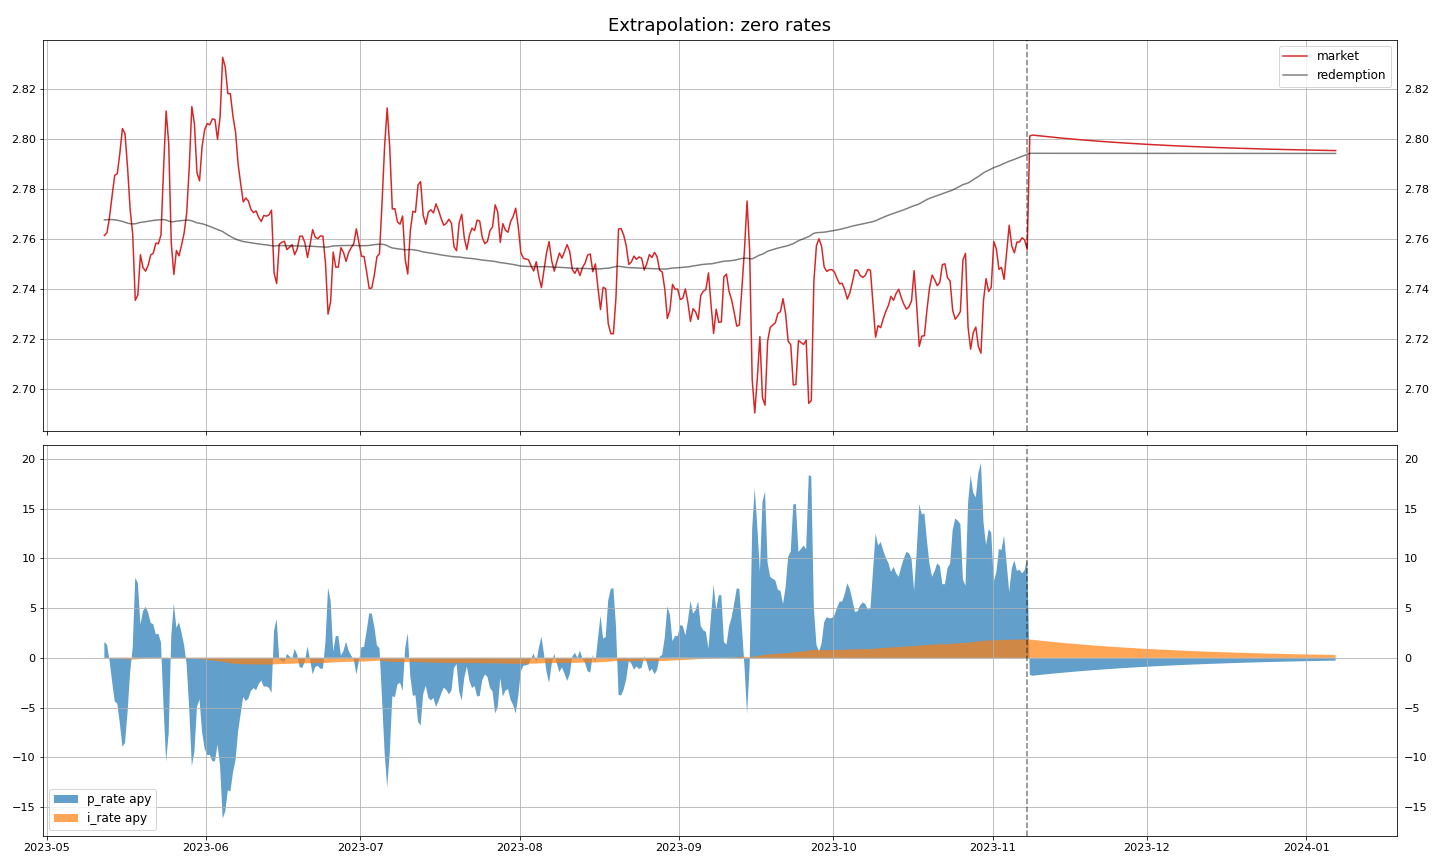 Extrapolation: zero rates
market
redemption
2.82 2.82
2.80 2.80
2.78 2.78
2.76 2.76
2.74 2.74
2.72 2.72
2.70 2.70
20 20
15 15
10 10
5 5
0 0
−5 −5
−10 −10
−15 −15
p_rate apy
i_rate apy
2023-05 2023-06 2023-07 2023-08 2023-09 2023-10 2023-11 2023-12 2024-01